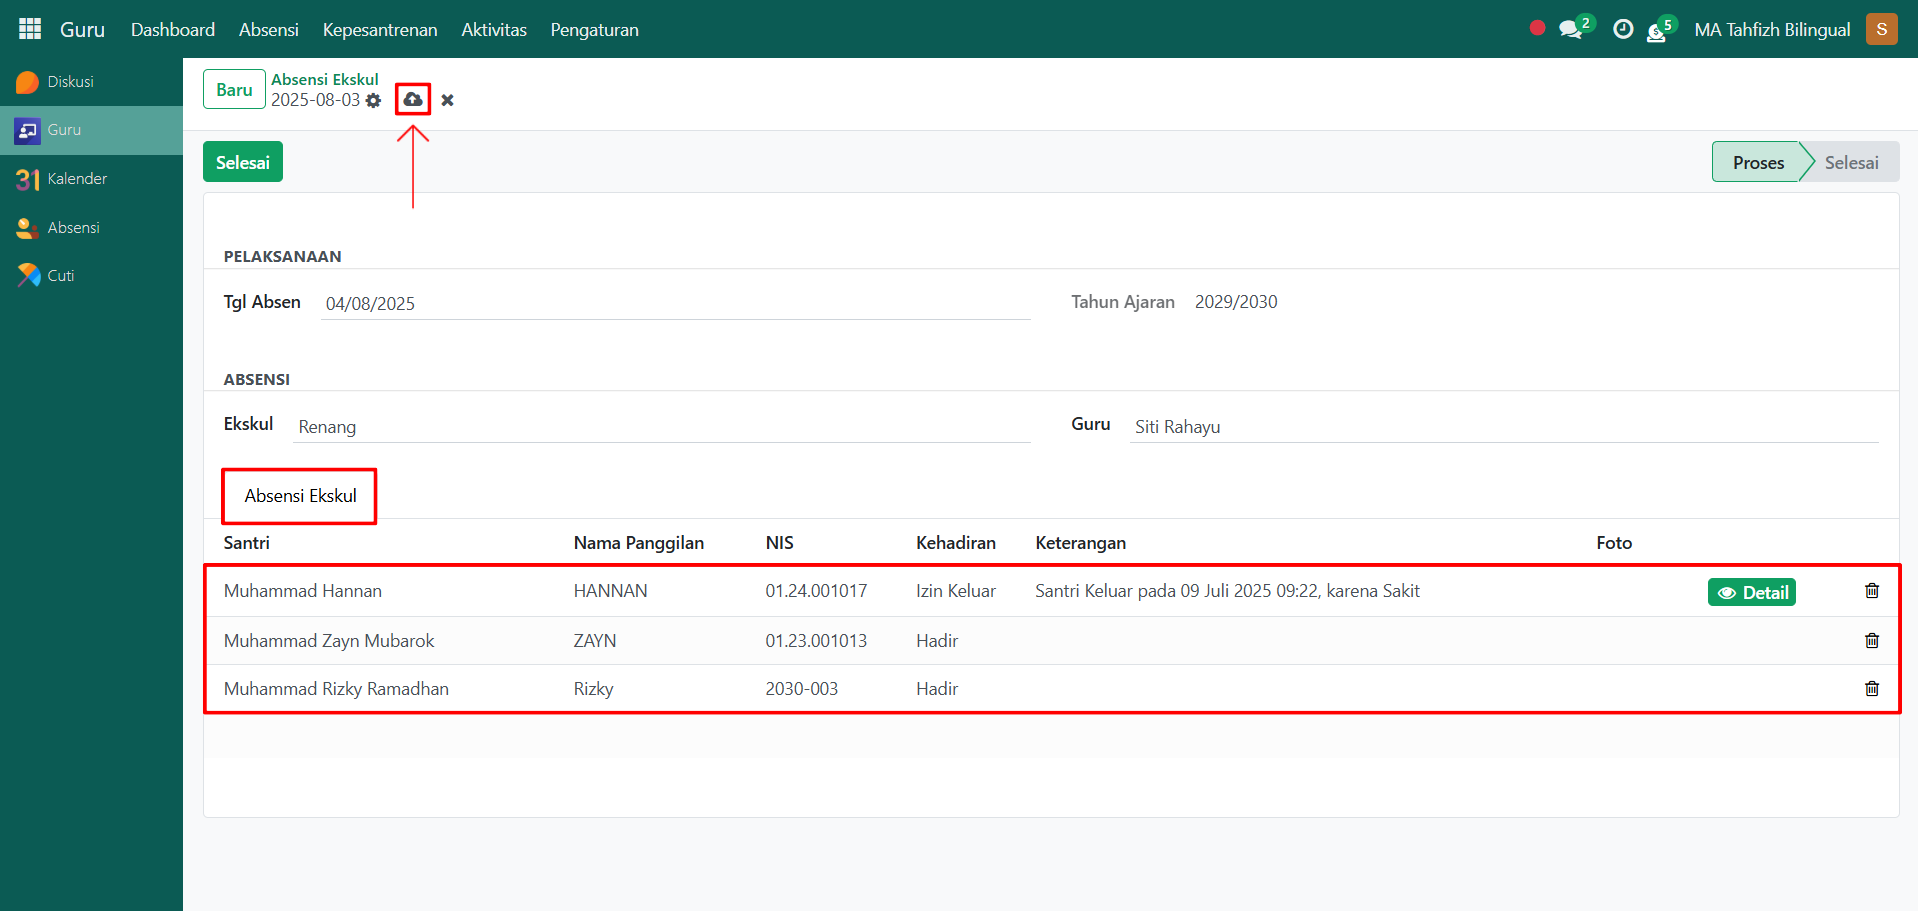 Guru Dashboard Absensi Kepesantrenan Aktivitas Pengaturan 2 5 MA Tahfizh Bilingual S
Diskusi
Guru
31 Kalender
Absensi
Cuti
Baru Absensi Ekskul
2025-08-03
Selesai Proses Selesai
PELAKSANAAN
Tgl Absen 04/08/2025 Tahun Ajaran 2029/2030
ABSENSI
Ekskul Renang Guru Siti Rahayu
Absensi Ekskul
Santri Nama Panggilan NIS Kehadiran Keterangan Foto
Muhammad Hannan HANNAN 01.24.001017 Izin Keluar Santri Keluar pada 09 Juli 2025 09:22, karena Sakit Detail
Muhammad Zayn Mubarok ZAYN 01.23.001013 Hadir
Muhammad Rizky Ramadhan Rizky 2030-003 Hadir